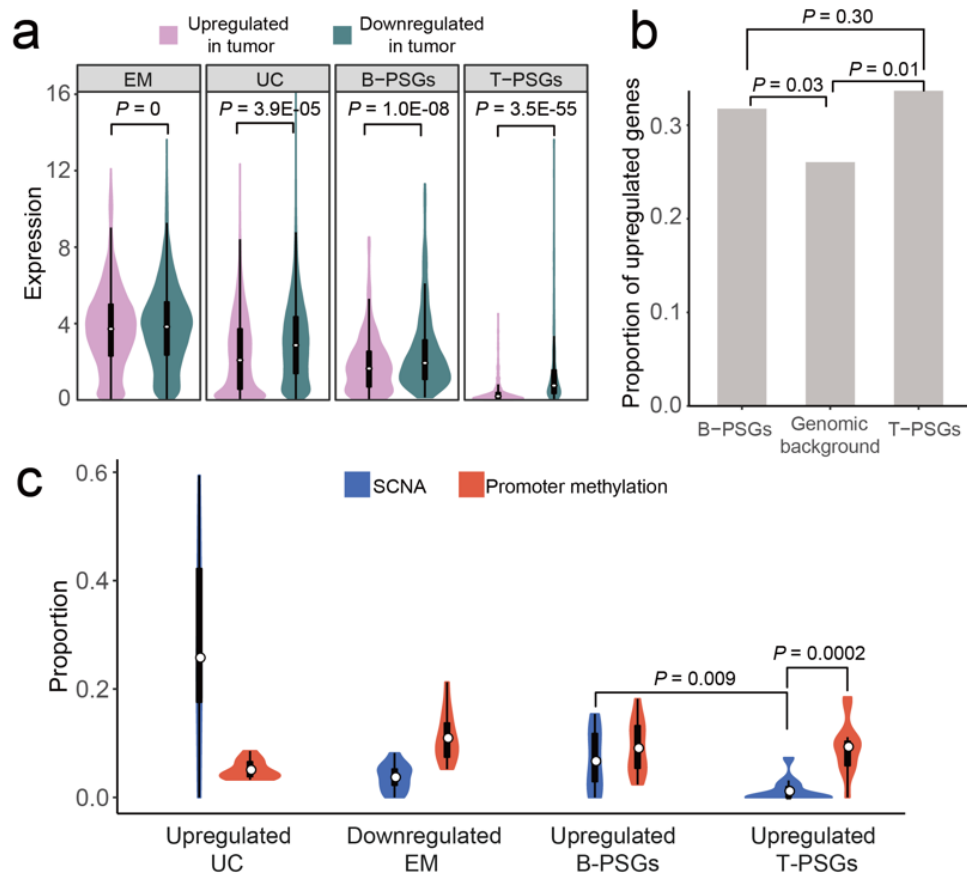 a
Upregulated
in tumor
Downregulated
in tumor
EM
UC
B−PSGs
T−PSGs
P = 0
P = 3.9E-05
P = 1.0E-08
P = 3.5E-55
16
12
8
4
0
Expression
b
P = 0.30
P = 0.03
P = 0.01
0.3
0.2
0.1
0.0
Proportion of upregulated genes
B−PSGs
Genomic
background
T−PSGs
c
SCNA
Promoter methylation
0.6
0.4
0.2
0.0
Proportion
P = 0.009
P = 0.0002
Upregulated
UC
Downregulated
EM
Upregulated
B-PSGs
Upregulated
T-PSGs